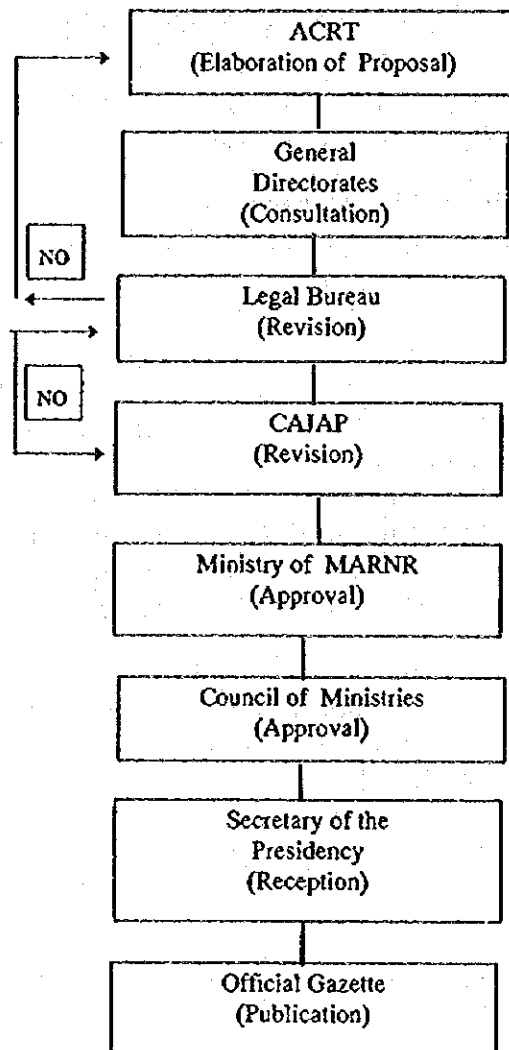 ACRT
(Elaboration of Proposal)
General
Directorates
(Consultation)
NO
Legal Bureau
(Revision)
NO
CAJAP
(Revision)
Ministry of MARNR
(Approval)
Council of Ministries
(Approval)
Secretary of the
Presidency
(Reception)
Official Gazette
(Publication)